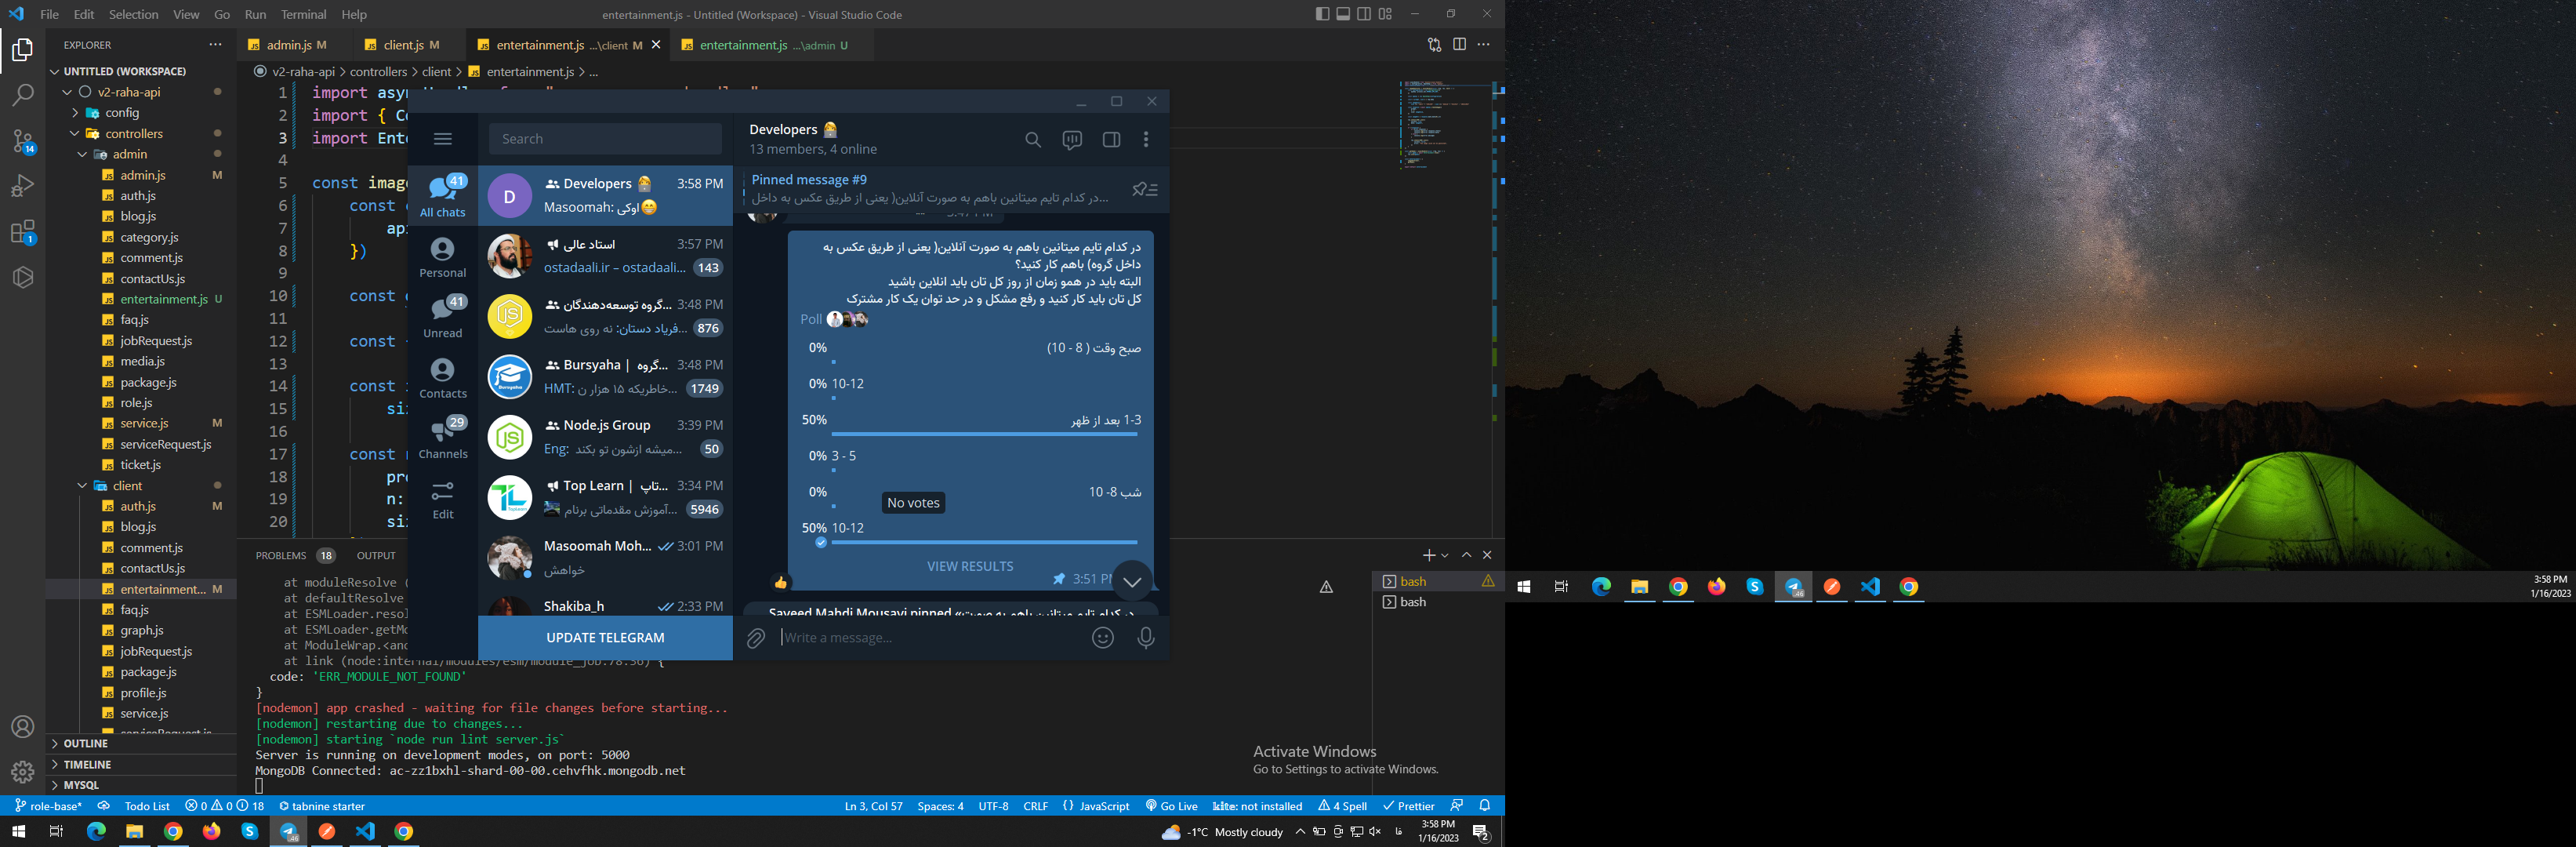 File Edit Selection View Go Run Terminal Help
entertainment.js - Untitled (Workspace) - Visual Studio Code
EXPLORER
UNTITLED (WORKSPACE)
v2-raha-api
config
controllers
admin
admin.js M
auth.js
blog.js
category.js
comment.js
contactUs.js
entertainment.js U
faq.js
jobRequest.js
media.js
package.js
role.js
service.js M
serviceRequest.js
ticket.js
client
auth.js M
blog.js
comment.js
contactUs.js
entertainment... M
faq.js
graph.js
jobRequest.js
package.js
profile.js
service.js
OUTLINE
TIMELINE
MYSQL
14
1
admin.js M
client.js M
entertainment.js ...\client M
entertainment.js ...\admin U
v2-raha-api > controllers > client > entertainment.js > ...
1 import
2 import {
3 import
4
5 const
6 const
7
8 })
9
10 const
11
12 const
13
14 const
15
16
17 const
18
19 n:
20
Search
41
All chats
Personal
41
Unread
Contacts
29
Channels
Edit
D
Developers 3:58 PM
Masoomah: اوکی😁
استاد عالی 3:57 PM
ostadaali.ir – ostadaali... 143
گروه توسعه‌دهندگان... 3:48 PM
فریاد دستان: نه روی هاست... 876
Bursyaha | گروه... 3:48 PM
HMT: خاطریکه ۱۵ هزار ن... 1749
Node.js Group 3:39 PM
Eng: میشه ازشون تو بکند... 50
Top Learn | تاپ... 3:34 PM
آموزش مقدماتی برنام... 5946
Masoomah Moh... 3:01 PM
خواهش
Shakiba_h 2:33 PM
UPDATE TELEGRAM
Developers
13 members, 4 online
Pinned message #9
در کدام تایم میتانین باهم به صورت آنلاین( یعنی از طریق عکس به داخل...
در کدام تایم میتانین باهم به صورت آنلاین( یعنی از طریق عکس به
داخل گروه) باهم کار کنید؟
البته باید در همو زمان از روز کل تان باید انلاین باشید
کل تان باید کار کنید و رفع مشکل و در حد توان یک کار مشترک
Poll
0% صبح وقت ( 8 - 10)
0% 10-12
50% 1-3 بعد از ظهر
0% 3 - 5
0% شب 8- 10
No votes
50% 10-12
VIEW RESULTS
👍
3:51 PM
Sayeed Mahdi Mousavi pinned «در کدام تایم میتانین باهم به صورت...
Write a message...
PROBLEMS 18 OUTPUT
at moduleResolve (
at defaultResolve
at
at
at
at link (node:internal/modules/esm/module_job:78:36) {
code: 'ERR_MODULE_NOT_FOUND'
}
[nodemon] app crashed - waiting for file changes before starting...
[nodemon] restarting due to changes...
[nodemon] starting `node run lint server.js`
Server is running on development modes, on port: 5000
MongoDB Connected: ac-zz1bxhl-shard-00-00.cehvfhk.mongodb.net
bash
bash
Activate Windows
Go to Settings to activate Windows.
role-base* Todo List 0 0 18 tabnine starter
Ln 3, Col 57 Spaces: 4 UTF-8 CRLF {} JavaScript Go Live kite: not installed 4 Spell Prettier
46
-1°C Mostly cloudy
فا
3:58 PM
1/16/2023
2
46
3:58 PM
1/16/2023